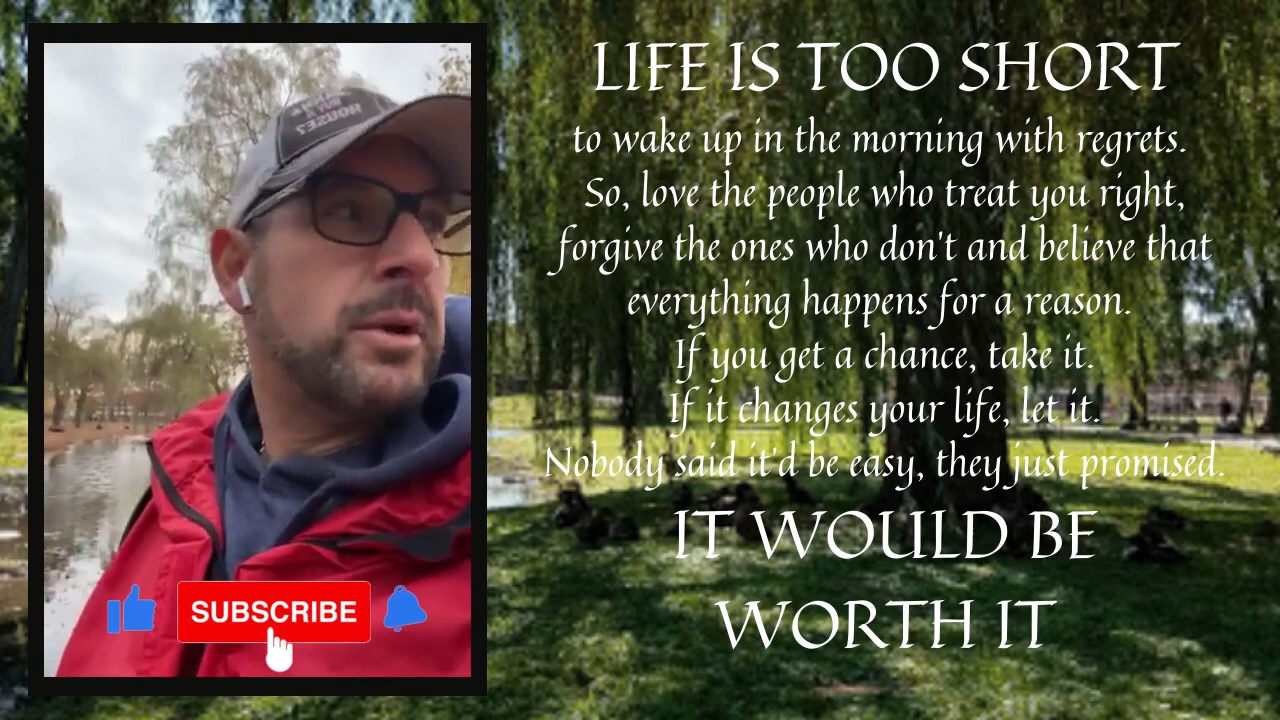 LIFE IS TOO SHORT
to wake up in the morning with regrets.
So, love the people who treat you right,
forgive the ones who don't and believe that
everything happens for a reason.
If you get a chance, take it.
If it changes your life, let it.
Nobody said it'd be easy, they just promised.
IT WOULD BE
WORTH IT
HOUSE?
SUBSCRIBE